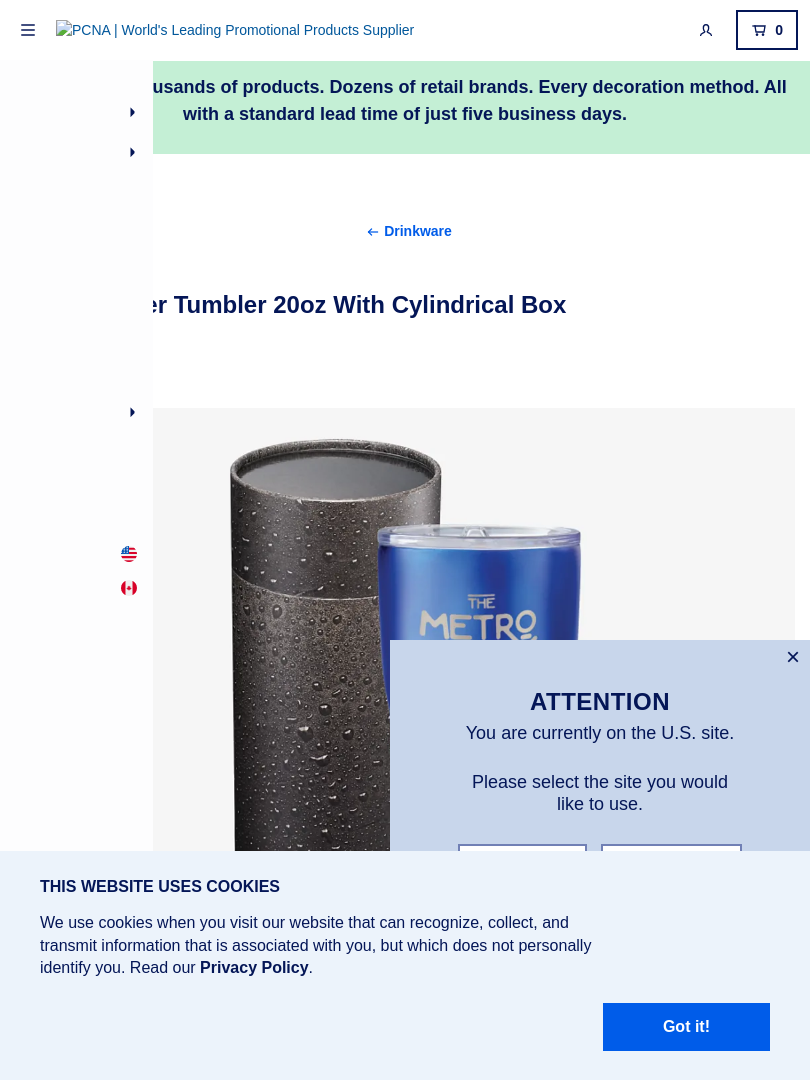 PCNA | World's Leading Promotional Products Supplier
0
products. Dozens of retail brands. Every decoration method. All
with a standard lead time of just five business days.
Drinkware
Tumbler 20oz With Cylindrical Box
THE
METRO
ATTENTION
You are currently on the U.S. site.
Please select the site you would
like to use.
THIS WEBSITE USES COOKIES
We use cookies when you visit our website that can recognize, collect, and
transmit information that is associated with you, but which does not personally
identify you. Read our Privacy Policy.
Got it!